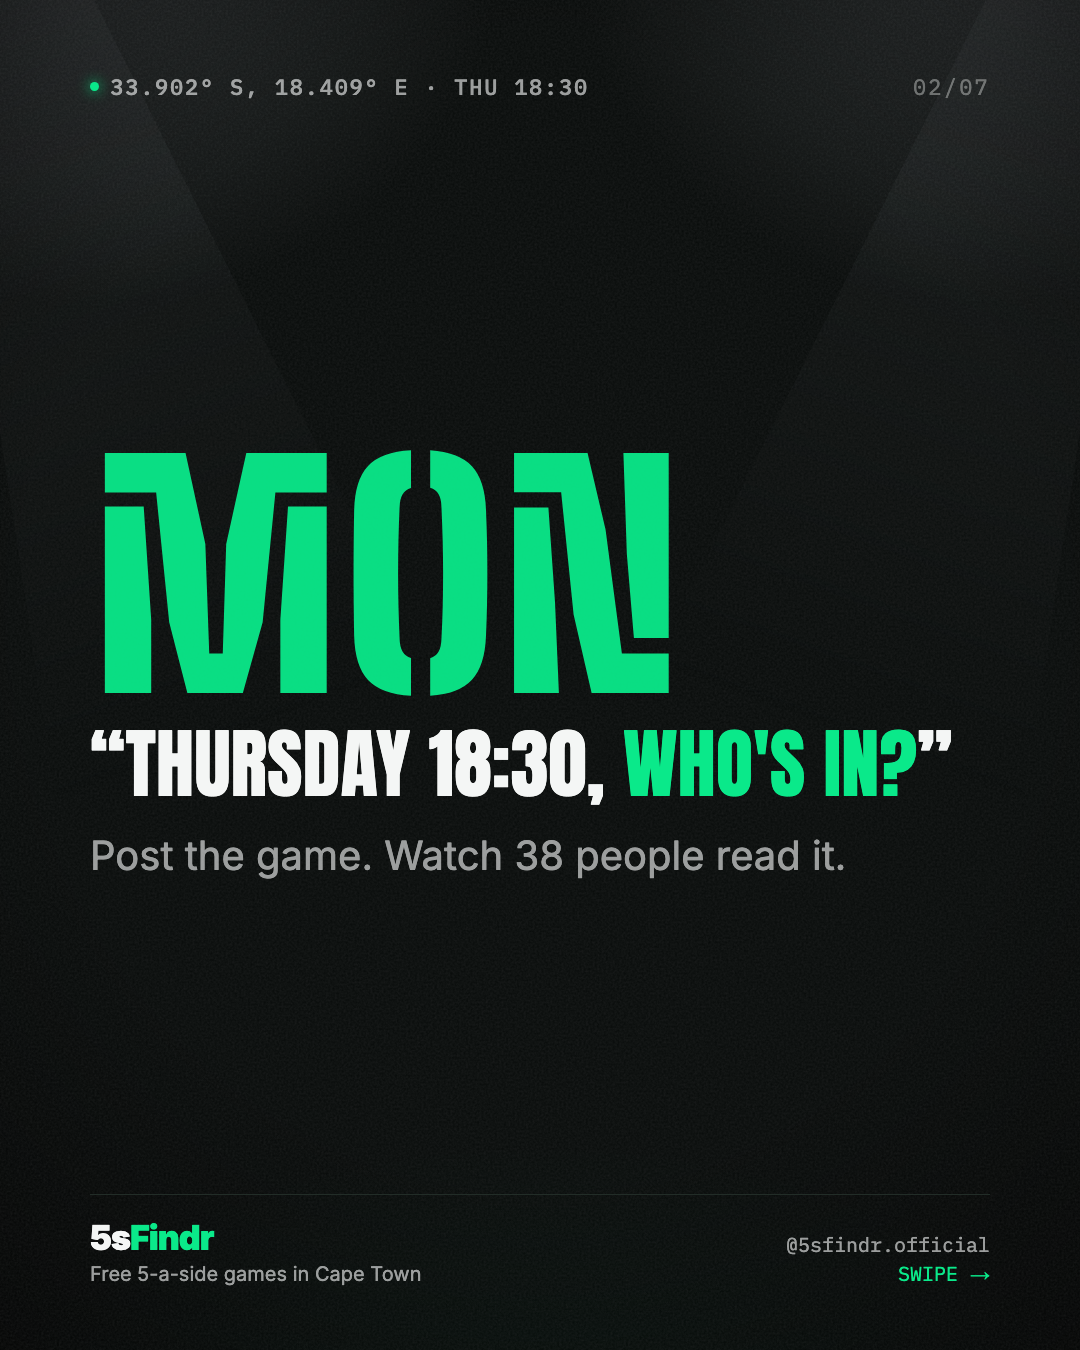 33.902° S, 18.409° E · THU 18:30
02/07
MON
“THURSDAY 18:30, WHO'S IN?”
Post the game. Watch 38 people read it.
5sFindr
Free 5-a-side games in Cape Town
@5sfindr.official
SWIPE →